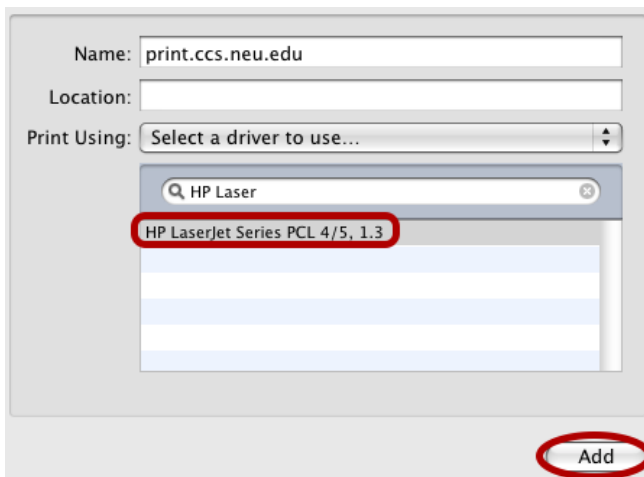 Name: print.ccs.neu.edu
Location:
Print Using: Select a driver to use...
HP Laser
HP LaserJet Series PCL 4/5, 1.3
Add